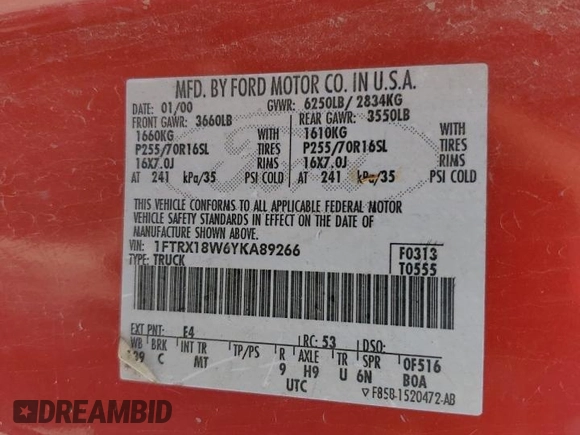 MFD. BY FORD MOTOR CO. IN U.S.A.
DATE: 01/00 GVWR: 6250LB/ 2834KG
FRONT GAWR: 3660LB REAR GAWR: 3550LB
1660KG WITH 1610KG WITH
P255/70R16SL TIRES P255/70R16SL TIRES
16X7.0J RIMS 16X7.0J RIMS
AT 241 kPa/35 PSI COLD AT 241 kPa/35 PSI COLD
THIS VEHICLE CONFORMS TO ALL APPLICABLE FEDERAL MOTOR
VEHICLE SAFETY STANDARDS IN EFFECT ON THE DATE OF
MANUFACTURE SHOWN ABOVE.
VIN: 1FTRX18W6YKA89266 F0313
TYPE: TRUCK T0555
EXT PNT: E4 RC: 53 DSO:
WB BRK INT TR TP/PS R AXLE TR SPR 0F516
139 C MT 9 H9 U 6N BOA
UTC
▽F85B-1520472-AB
DREAMBID